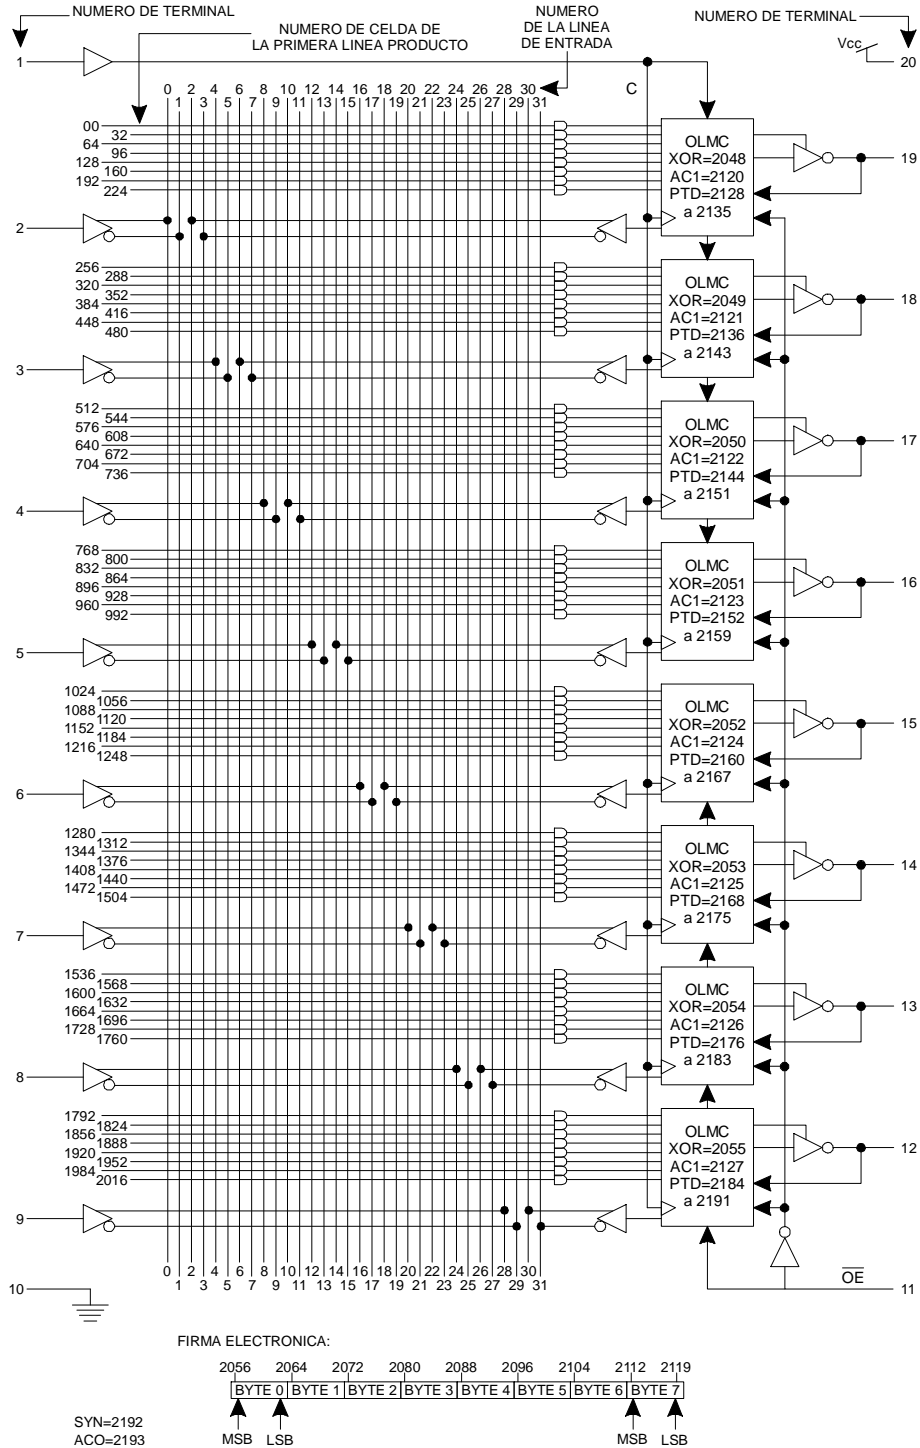 NUMERO DE TERMINAL
NUMERO DE CELDA DE
LA PRIMERA LINEA PRODUCTO
NUMERO
DE LA LINEA
DE ENTRADA
NUMERO DE TERMINAL
1
Vcc
20
C
0 2 4 6 8 10 12 14 16 18 20 22 24 26 28 30
1 3 5 7 9 11 13 15 17 19 21 23 25 27 29 31
00
32
64
96
128
160
192
224
OLMC
XOR=2048
AC1=2120
PTD=2128
a 2135
19
2
256
288
320
352
384
416
448
480
OLMC
XOR=2049
AC1=2121
PTD=2136
a 2143
18
3
512
544
576
608
640
672
704
736
OLMC
XOR=2050
AC1=2122
PTD=2144
a 2151
17
4
768
800
832
864
896
928
960
992
OLMC
XOR=2051
AC1=2123
PTD=2152
a 2159
16
5
1024
1056
1088
1120
1152
1184
1216
1248
OLMC
XOR=2052
AC1=2124
PTD=2160
a 2167
15
6
1280
1312
1344
1376
1408
1440
1472
1504
OLMC
XOR=2053
AC1=2125
PTD=2168
a 2175
14
7
1536
1568
1600
1632
1664
1696
1728
1760
OLMC
XOR=2054
AC1=2126
PTD=2176
a 2183
13
8
1792
1824
1856
1888
1920
1952
1984
2016
OLMC
XOR=2055
AC1=2127
PTD=2184
a 2191
12
9
0 2 4 6 8 10 12 14 16 18 20 22 24 26 28 30
1 3 5 7 9 11 13 15 17 19 21 23 25 27 29 31
10
OE
11
FIRMA ELECTRONICA:
2056 2064 2072 2080 2088 2096 2104 2112 2119
BYTE 0 BYTE 1 BYTE 2 BYTE 3 BYTE 4 BYTE 5 BYTE 6 BYTE 7
SYN=2192
ACO=2193
MSB LSB MSB LSB